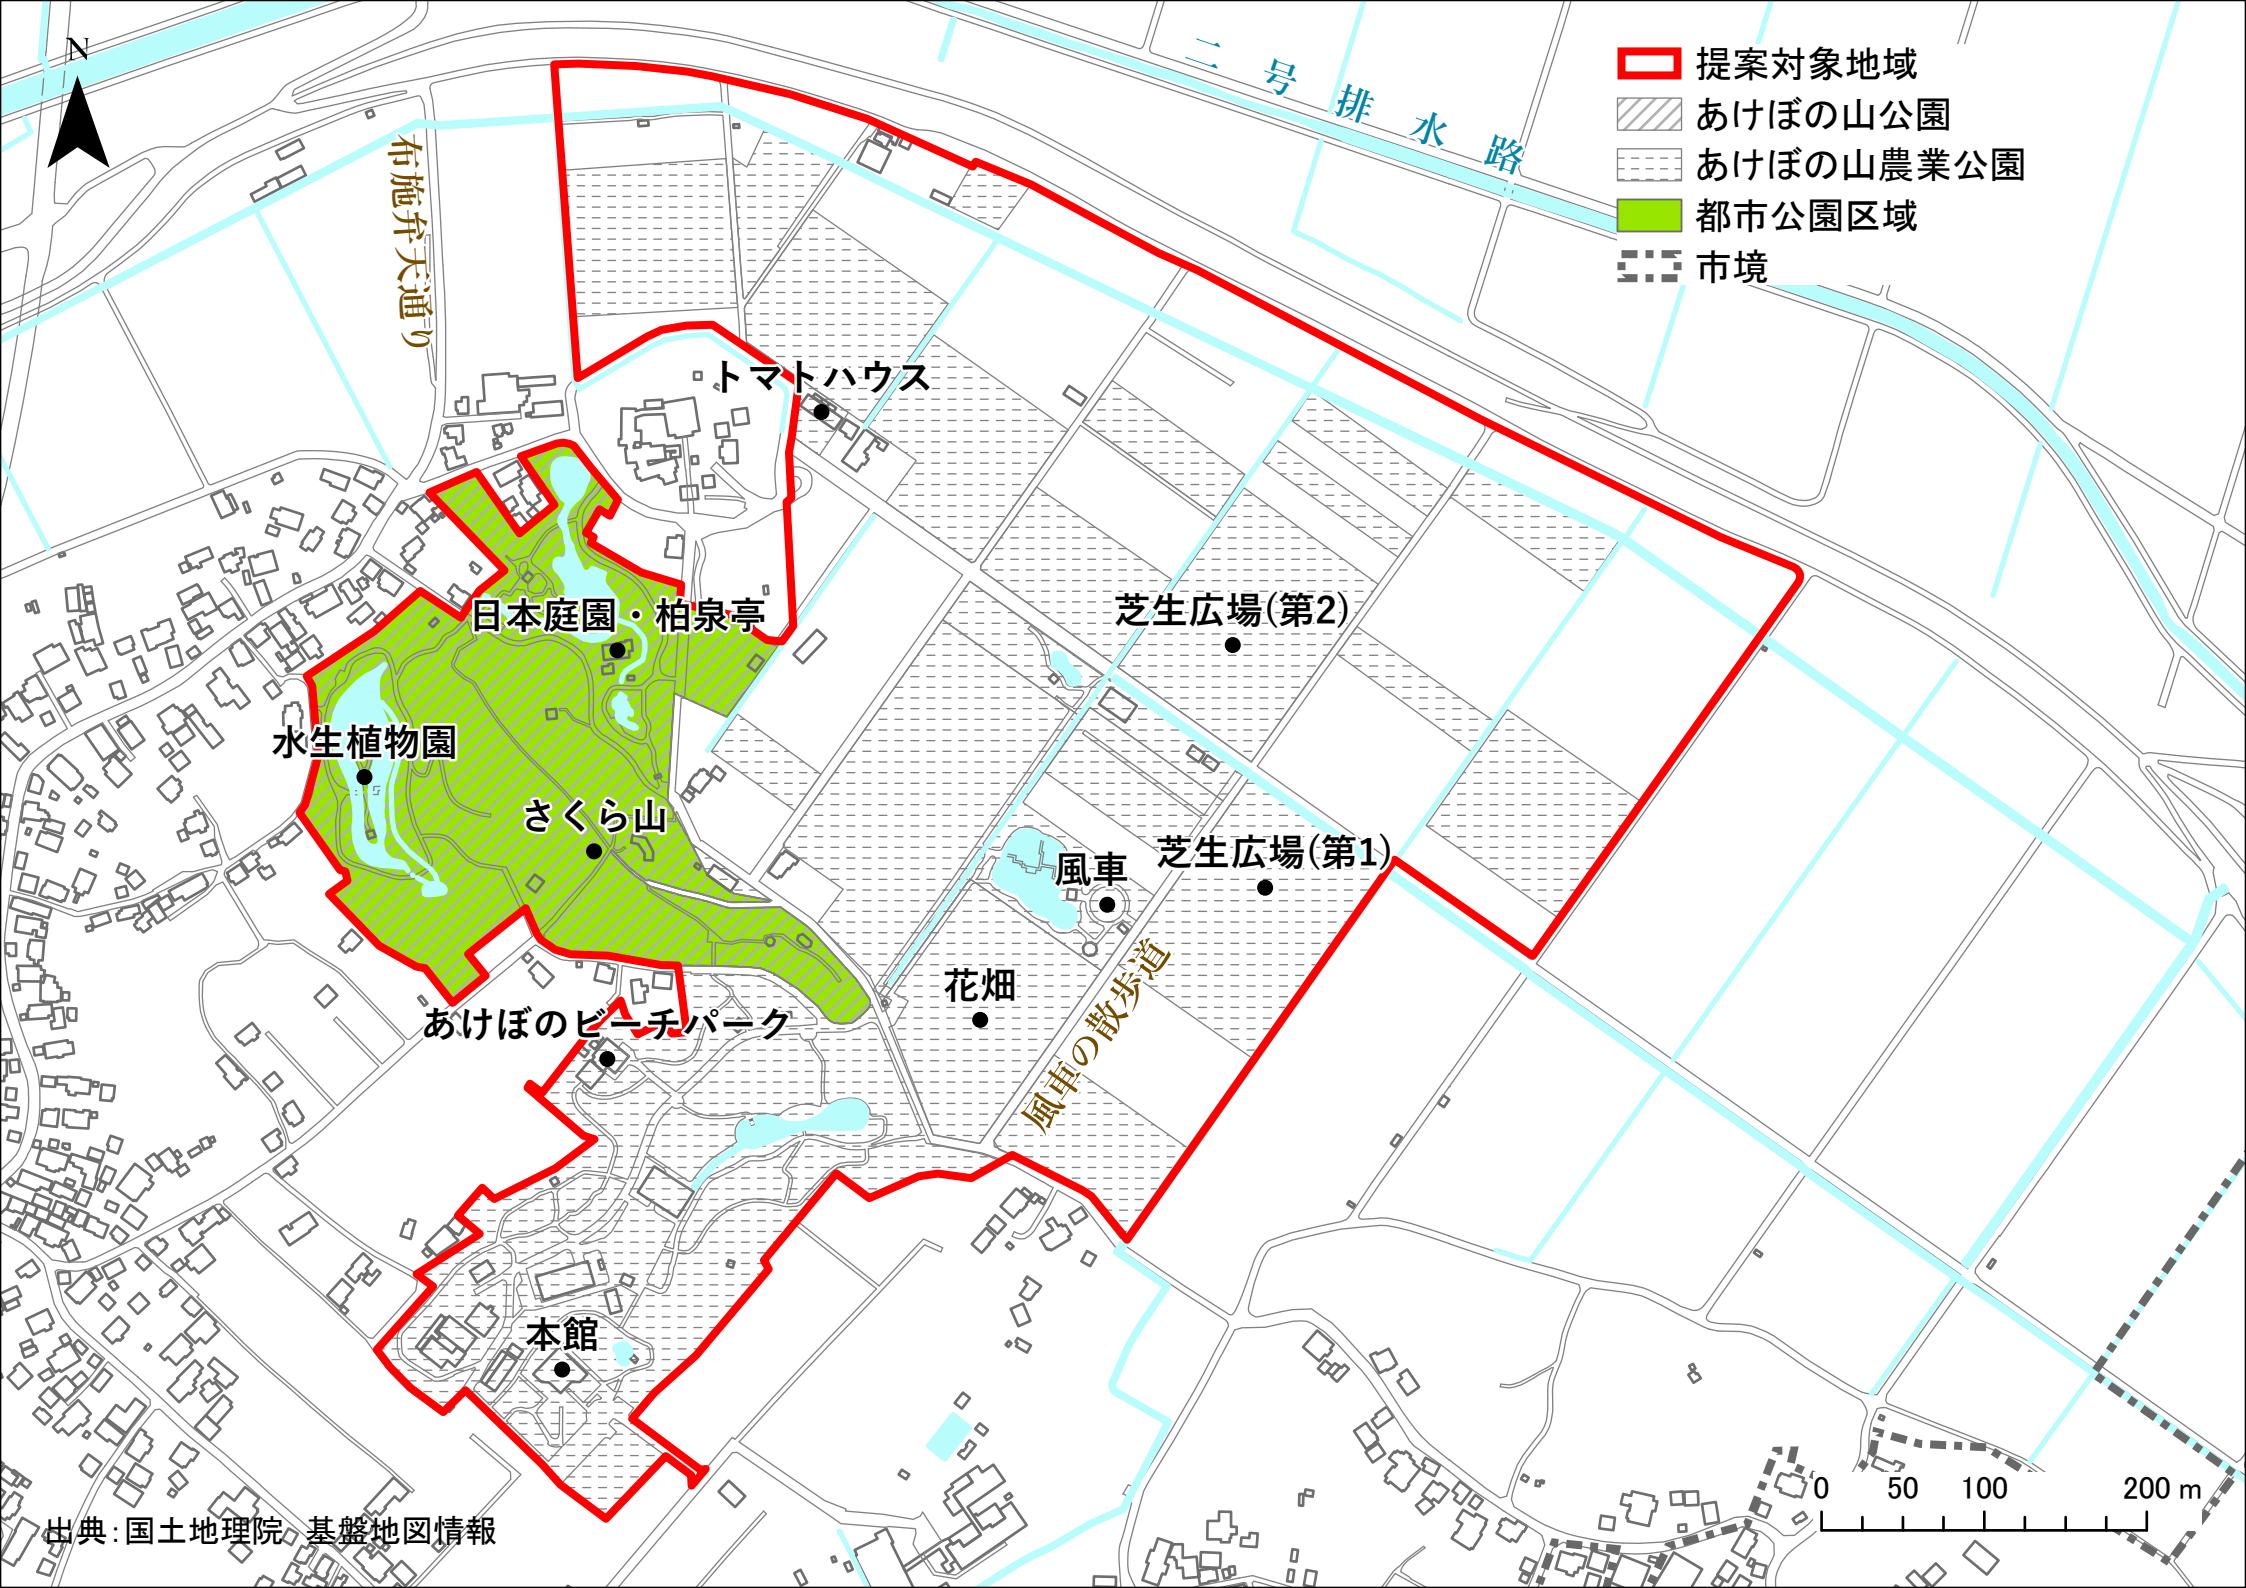 N
二号排水路
提案対象地域
あけぼの山公園
あけぼの山農業公園
都市公園区域
市境
布施弁天通り
トマトハウス
日本庭園・柏泉亭
芝生広場(第2)
水生植物園
さくら山
芝生広場(第1)
風車
花畑
風車の散歩道
あけぼのビーチパーク
本館
0 50 100 200 m
出典：国土地理院 基盤地図情報